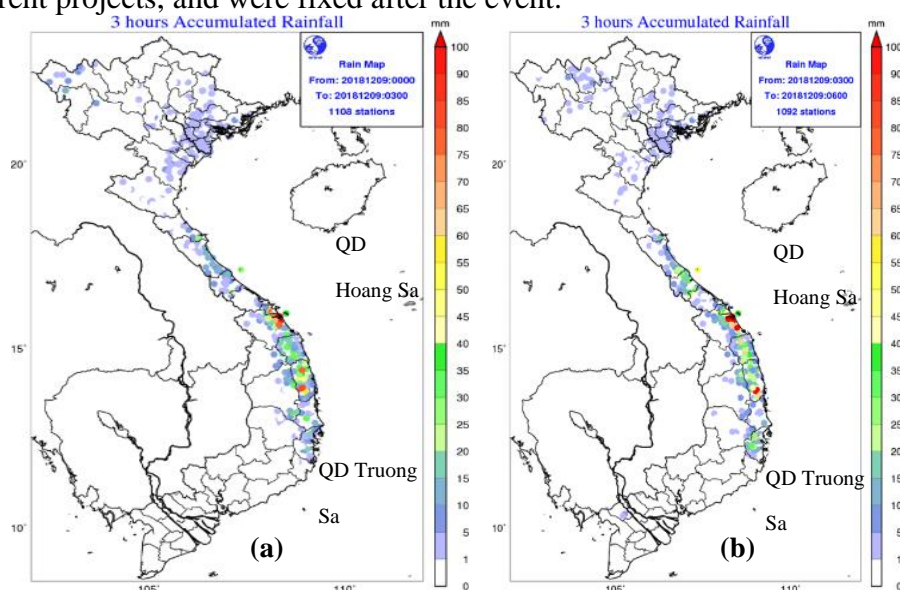 rent projects, and were fixed after the event.
3 hours Accumulated Rainfall
mm
Rain Map
From: 20181209:0000
To: 20181209:0300
1108 stations
100
90
85
80
75
70
65
60
55
50
45
40
35
30
25
20
15
10
5
1
0
20°
15°
10°
105°
110°
QD
Hoang Sa
QD Truong
Sa
(a)
3 hours Accumulated Rainfall
mm
Rain Map
From: 20181209:0300
To: 20181209:0600
1092 stations
100
90
85
80
75
70
65
60
55
50
45
40
35
30
25
20
15
10
5
1
0
20°
15°
10°
105°
110°
QD
Hoang Sa
QD Truong
Sa
(b)